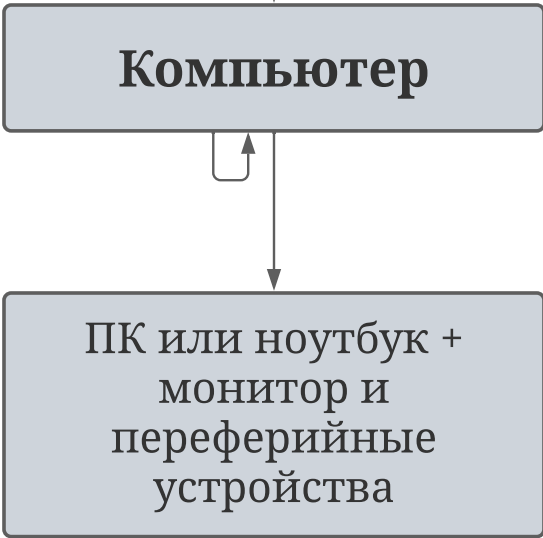 Компьютер
ПК или ноутбук +
монитор и
переферийные
устройства